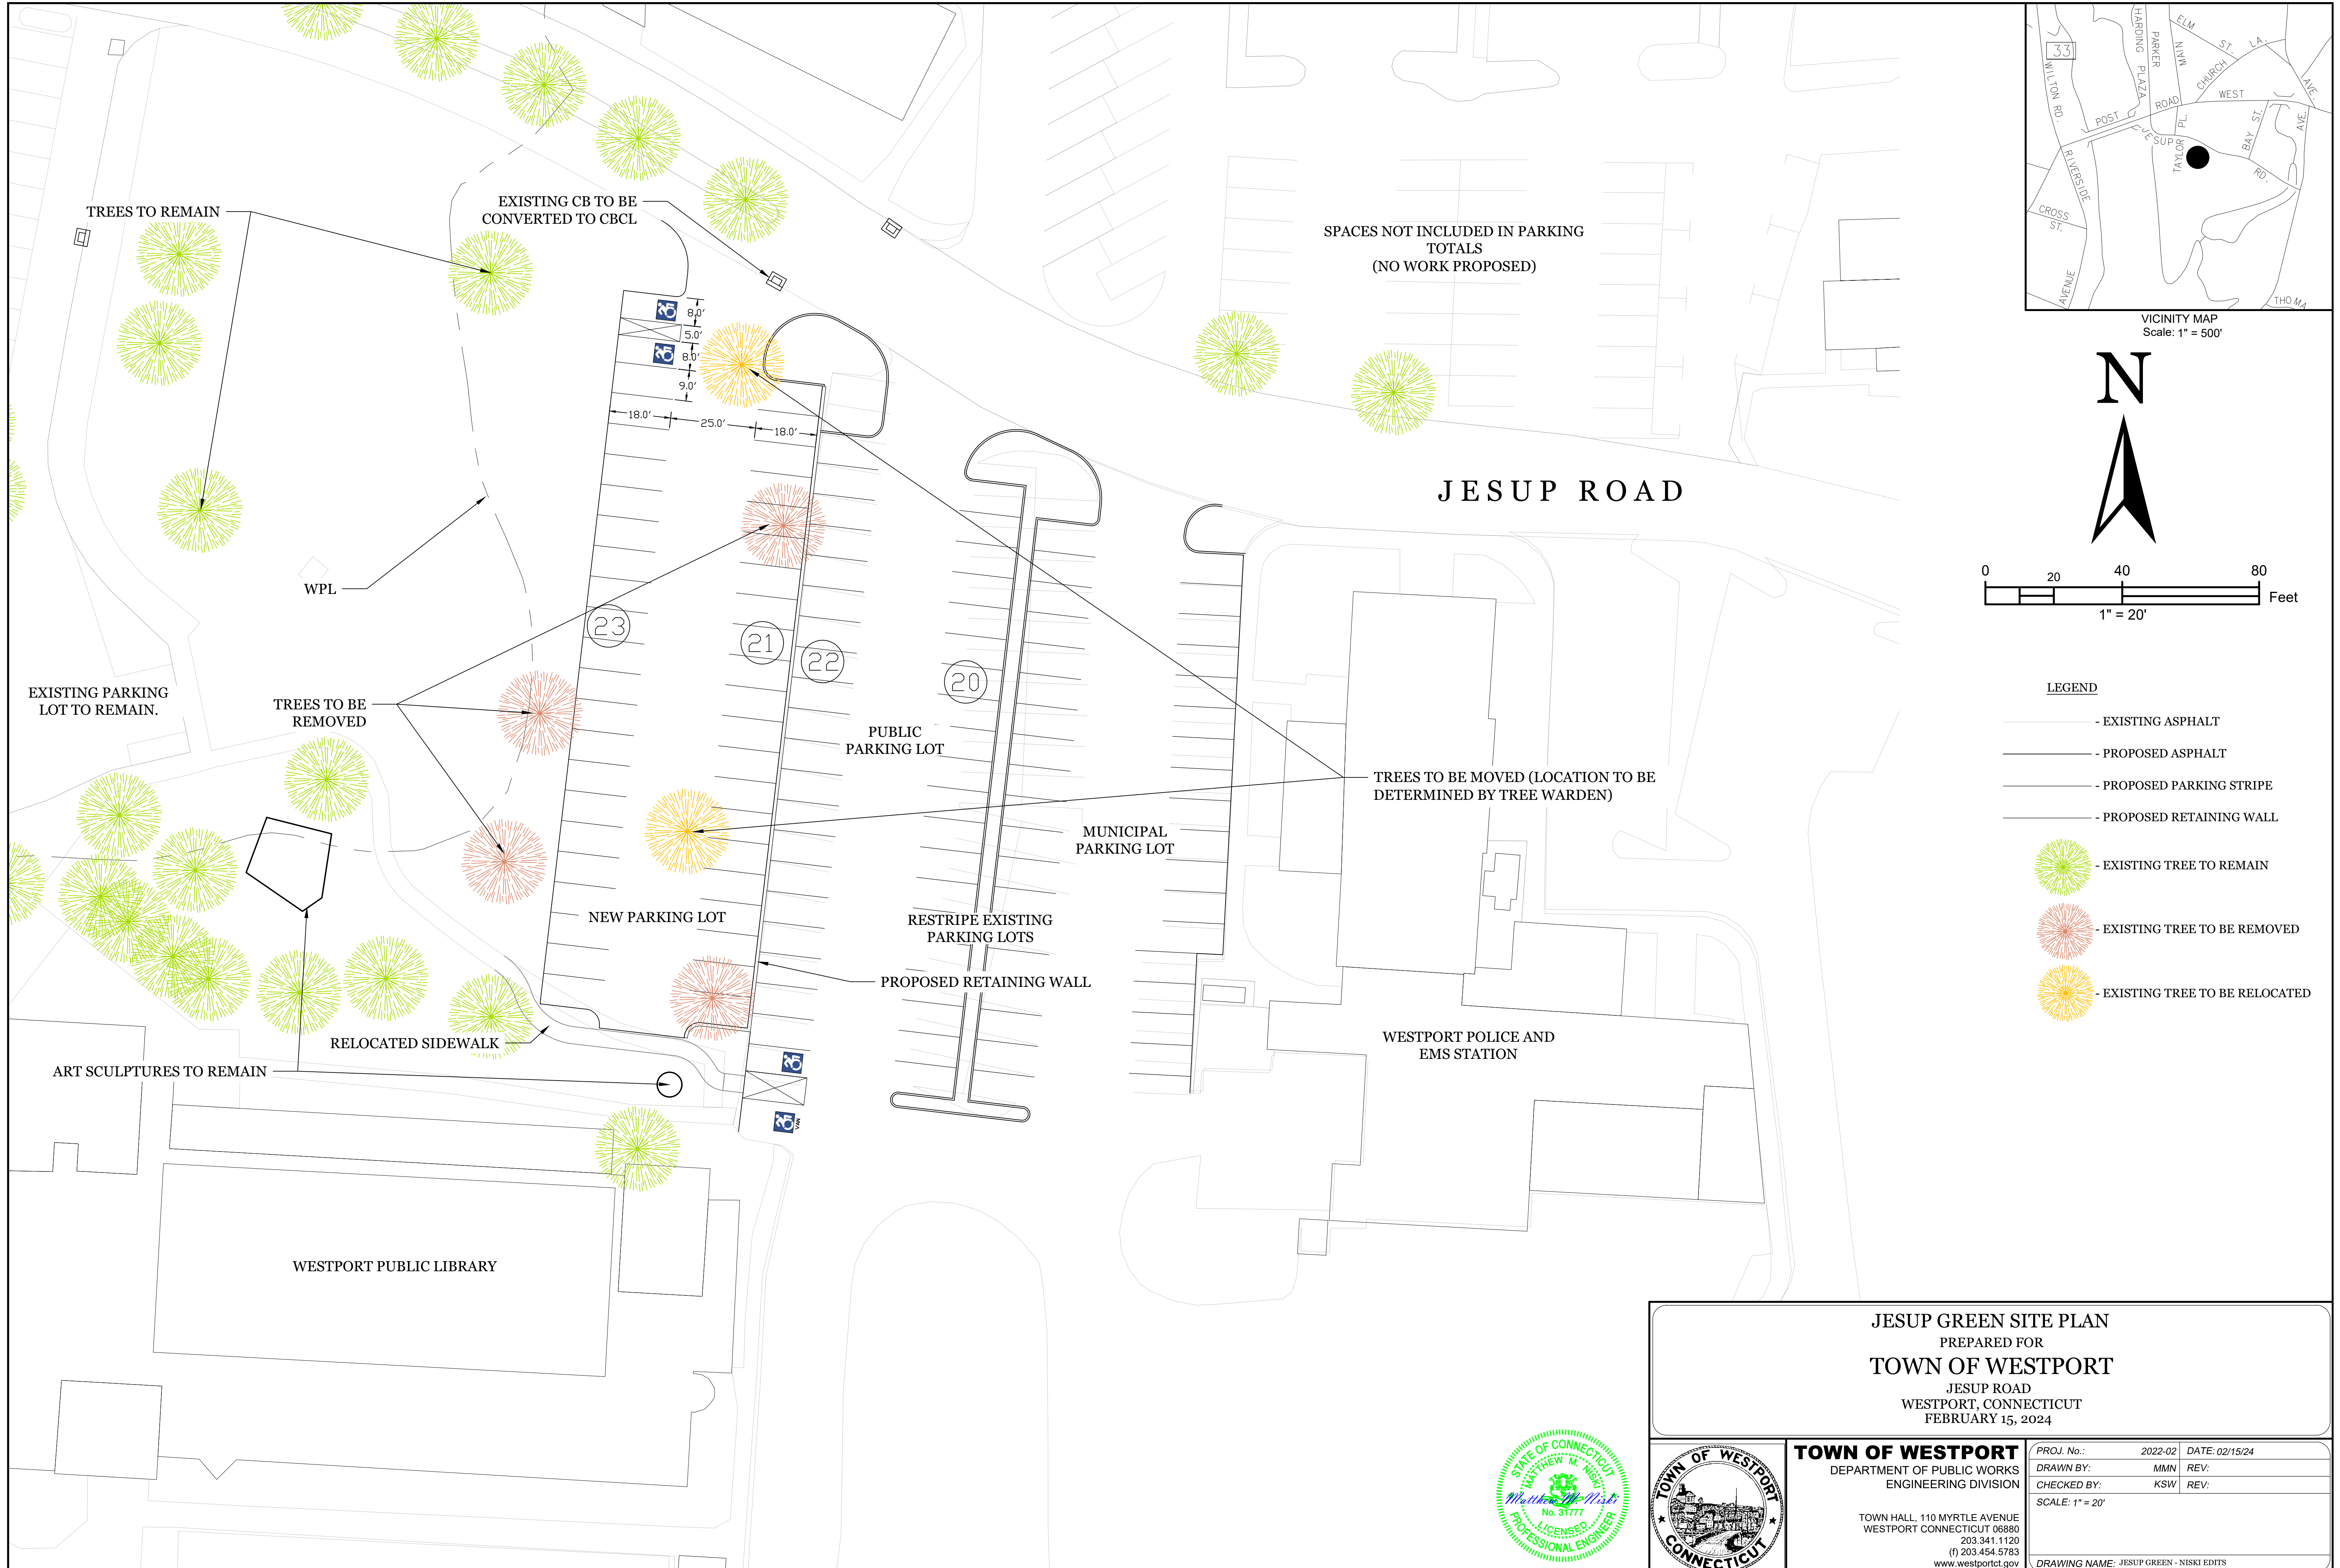 TREES TO REMAIN
EXISTING CB TO BE
CONVERTED TO CBCL
8.0'
5.0'
8.0'
9.0'
18.0'
25.0'
18.0'
SPACES NOT INCLUDED IN PARKING
TOTALS
(NO WORK PROPOSED)
JESUP ROAD
WPL
23
21
22
20
EXISTING PARKING
LOT TO REMAIN.
TREES TO BE
REMOVED
PUBLIC
PARKING LOT
TREES TO BE MOVED (LOCATION TO BE
DETERMINED BY TREE WARDEN)
MUNICIPAL
PARKING LOT
NEW PARKING LOT
RESTRIPE EXISTING
PARKING LOTS
PROPOSED RETAINING WALL
RELOCATED SIDEWALK
ART SCULPTURES TO REMAIN
VAN
WESTPORT POLICE AND
EMS STATION
WESTPORT PUBLIC LIBRARY
33
WILTON RD.
HARDING PLAZA
PARKER
MAIN
ELM ST.
LA.
CHURCH
AVE.
POST ROAD WEST
JESUP RD.
TAYLOR PL.
BAY ST.
AVE.
RIVERSIDE AVENUE
CROSS
ST.
THOMA
VICINITY MAP
Scale: 1" = 500'
N
0 20 40 80
Feet
1" = 20'
LEGEND
- EXISTING ASPHALT
- PROPOSED ASPHALT
- PROPOSED PARKING STRIPE
- PROPOSED RETAINING WALL
- EXISTING TREE TO REMAIN
- EXISTING TREE TO BE REMOVED
- EXISTING TREE TO BE RELOCATED
JESUP GREEN SITE PLAN
PREPARED FOR
TOWN OF WESTPORT
JESUP ROAD
WESTPORT, CONNECTICUT
FEBRUARY 15, 2024
STATE OF CONNECTICUT
MATTHEW M. NISKI
Matthew M. Niski
No. 31777
LICENSED
PROFESSIONAL ENGINEER
TOWN OF WESTPORT
CONNECTICUT
TOWN OF WESTPORT
DEPARTMENT OF PUBLIC WORKS
ENGINEERING DIVISION
TOWN HALL, 110 MYRTLE AVENUE
WESTPORT CONNECTICUT 06880
203.341.1120
(f) 203.454.5783
www.westportct.gov
PROJ. No.: 2022-02 DATE: 02/15/24
DRAWN BY: MMN REV:
CHECKED BY: KSW REV:
SCALE: 1" = 20'
DRAWING NAME: JESUP GREEN - NISKI EDITS